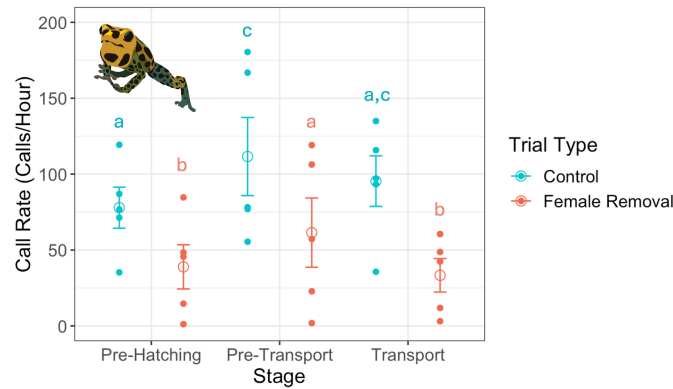 200
150
100
50
0
Call Rate (Calls/Hour)
a
b
c
a
a,c
b
Pre-Hatching
Pre-Transport
Transport
Stage
Trial Type
Control
Female Removal